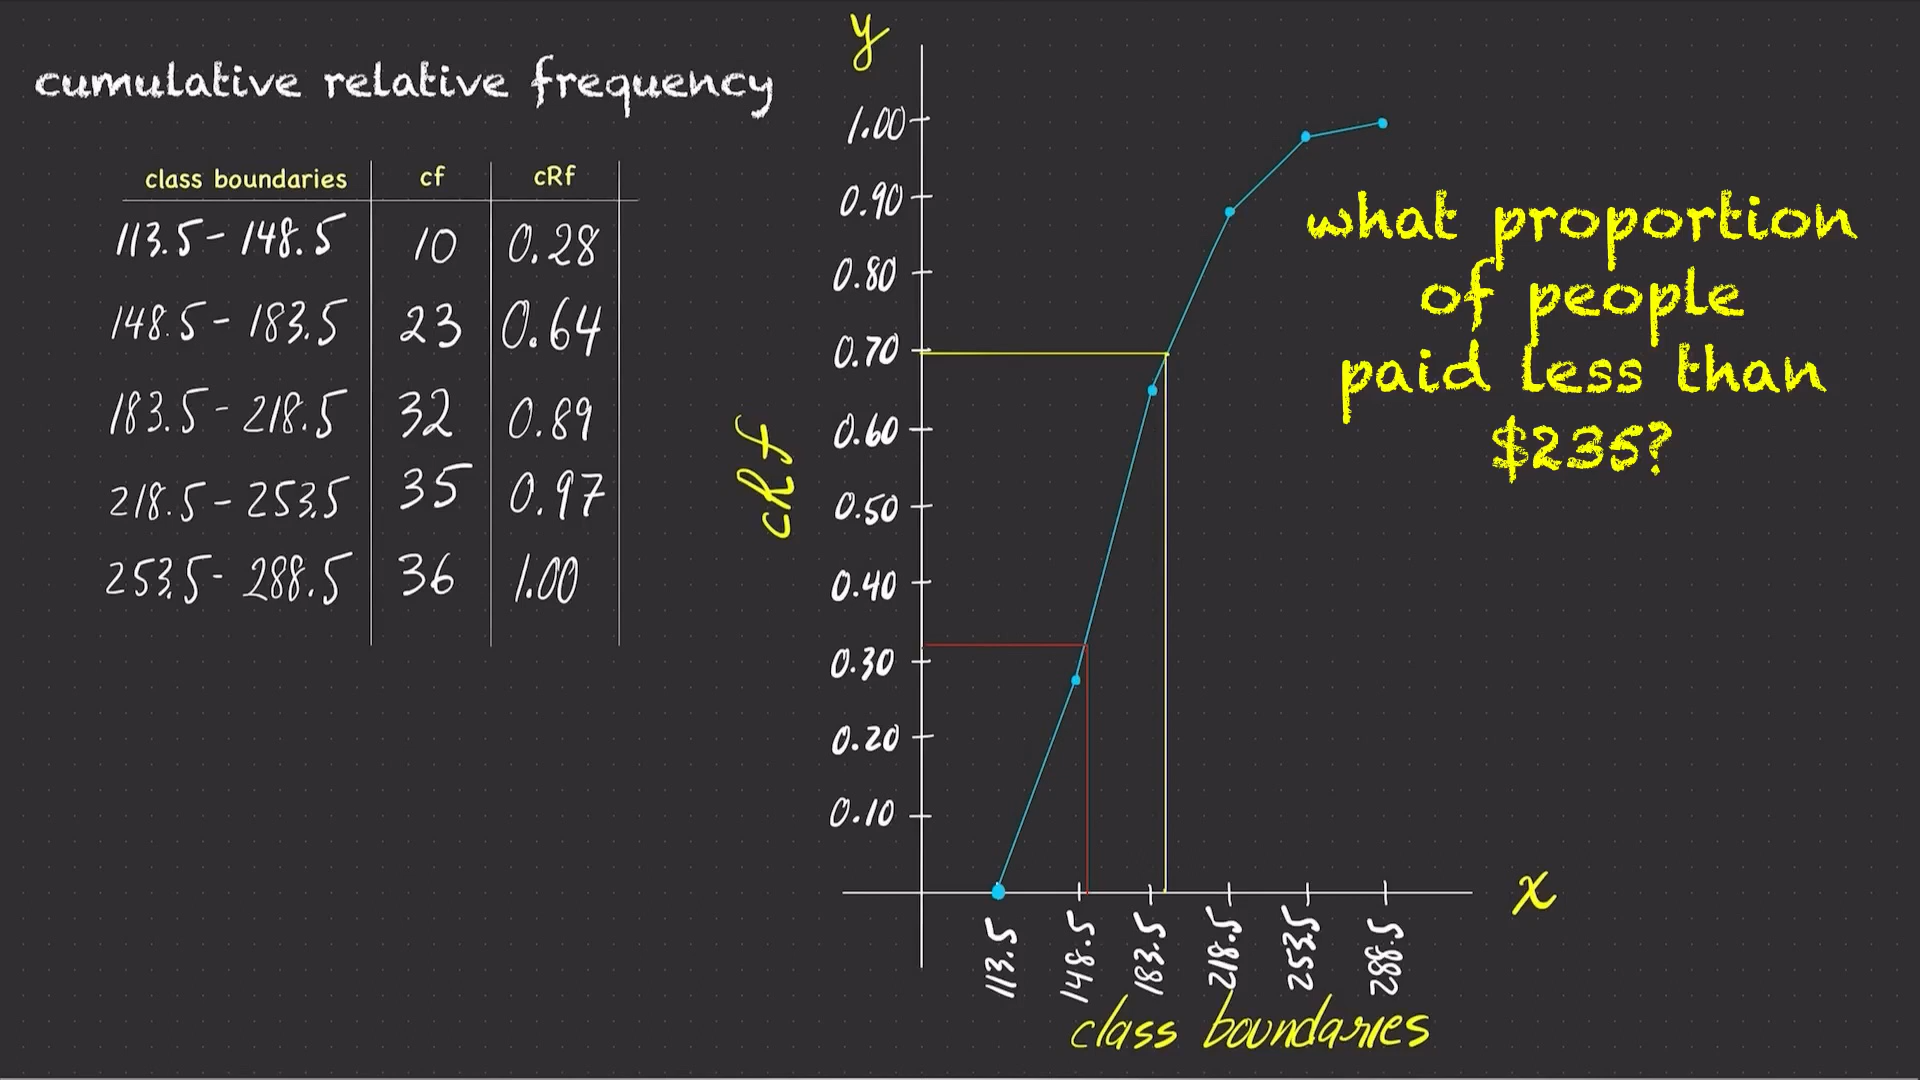 cumulative relative frequency
class boundaries cf cRf
113.5 - 148.5 10 0.28
148.5 - 183.5 23 0.64
183.5 - 218.5 32 0.89
218.5 - 253.5 35 0.97
253.5 - 288.5 36 1.00
y
1.00
0.90
0.80
0.70
0.60
0.50
0.40
0.30
0.20
0.10
cRf
113.5 148.5 183.5 218.5 253.5 288.5
x
class boundaries
what proportion
of people
paid less than
$235?